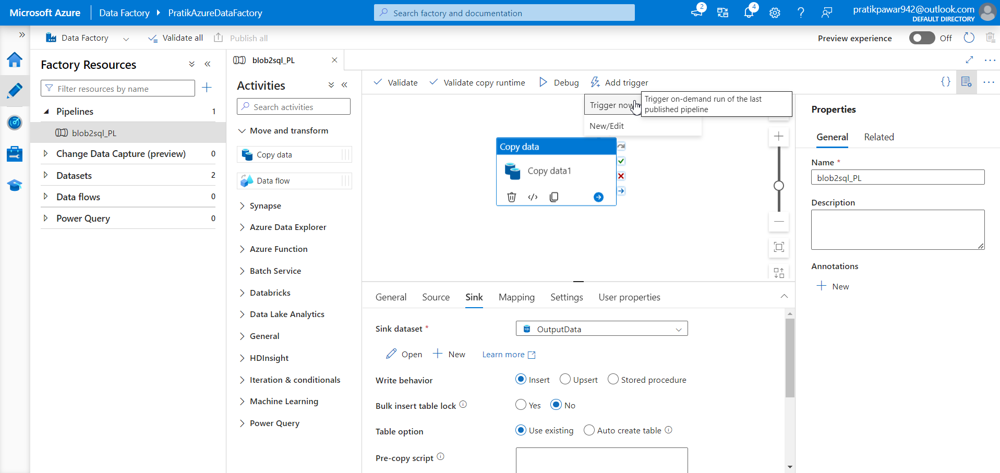 Microsoft Azure
Data Factory
PratikAzureDataFactory
Search factory and documentation
2
4
pratikpawar942@outlook.com
DEFAULT DIRECTORY
Data Factory
Validate all
Publish all
Preview experience
Off
Factory Resources
Filter resources by name
Pipelines
1
blob2sql_PL
Change Data Capture (preview)
0
Datasets
2
Data flows
0
Power Query
0
blob2sql_PL
Activities
Search activities
Move and transform
Copy data
Data flow
Synapse
Azure Data Explorer
Azure Function
Batch Service
Databricks
Data Lake Analytics
General
HDInsight
Iteration & conditionals
Machine Learning
Power Query
Validate
Validate copy runtime
Debug
Add trigger
Trigger now
Trigger on-demand run of the last
published pipeline
New/Edit
Copy data
Copy data1
General
Source
Sink
Mapping
Settings
User properties
Sink dataset *
SQL
OutputData
Open
New
Learn more
Write behavior
Insert
Upsert
Stored procedure
Bulk insert table lock
Yes
No
Table option
Use existing
Auto create table
Pre-copy script
Properties
General
Related
Name *
blob2sql_PL
Description
Annotations
New